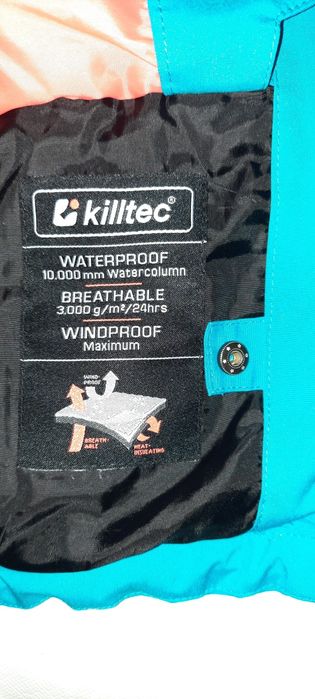 killtec®
WATERPROOF
10.000 mm Watercolumn
BREATHABLE
3.000 g/m²/24hrs
WINDPROOF
Maximum
WIND-
PROOF
BREATH-
ABLE
HEAT-
INSULATING